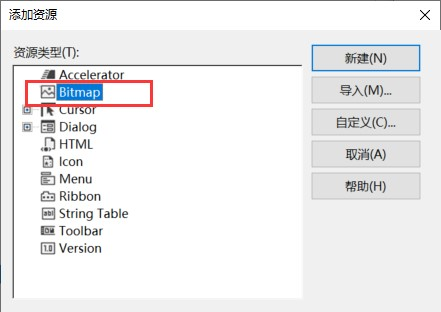 添加资源
资源类型(T):
Accelerator
Bitmap
Cursor
Dialog
HTML
Icon
Menu
Ribbon
String Table
Toolbar
Version
新建(N)
导入(M)...
自定义(C)...
取消(A)
帮助(H)